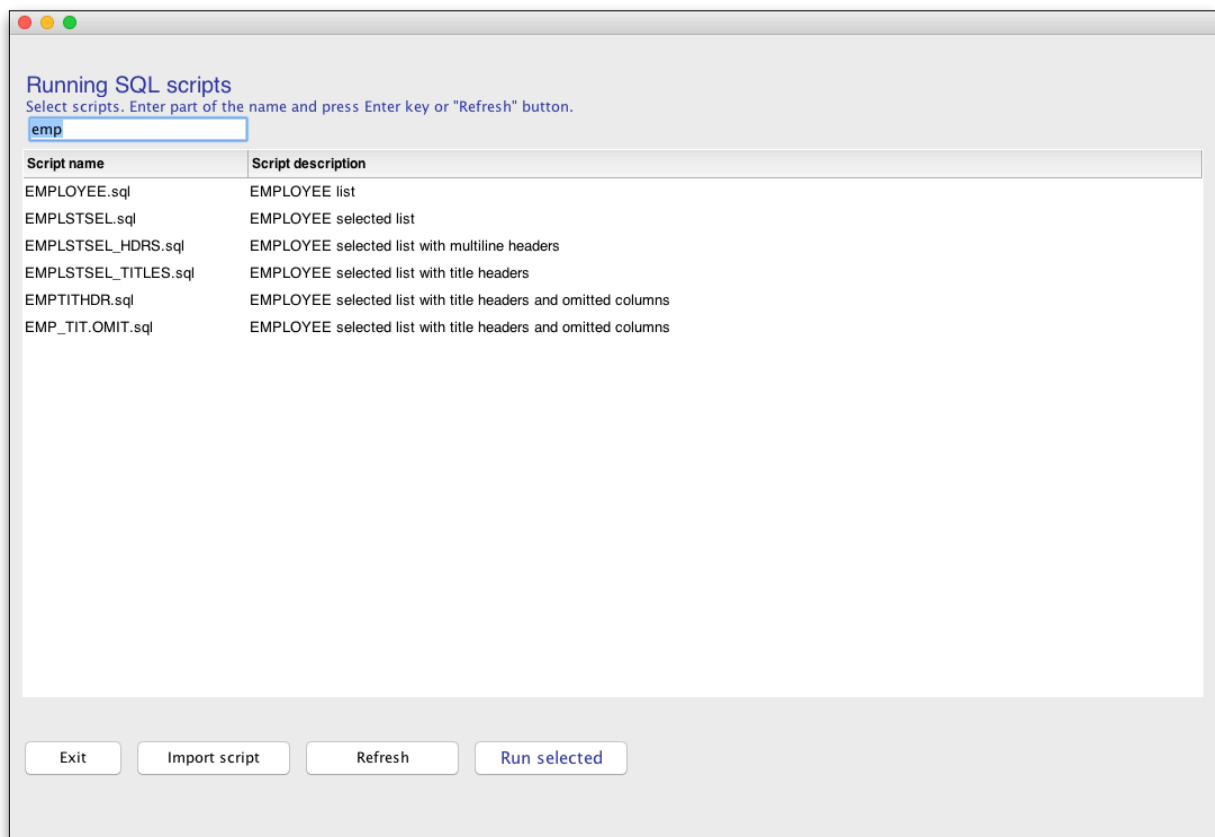 Running SQL scripts
Select scripts. Enter part of the name and press Enter key or "Refresh" button.
emp
Script name Script description
EMPLOYEE.sql EMPLOYEE list
EMPLSTSEL.sql EMPLOYEE selected list
EMPLSTSEL_HDRS.sql EMPLOYEE selected list with multiline headers
EMPLSTSEL_TITLES.sql EMPLOYEE selected list with title headers
EMPTITHDR.sql EMPLOYEE selected list with title headers and omitted columns
EMP_TIT.OMIT.sql EMPLOYEE selected list with title headers and omitted columns
Exit Import script Refresh Run selected